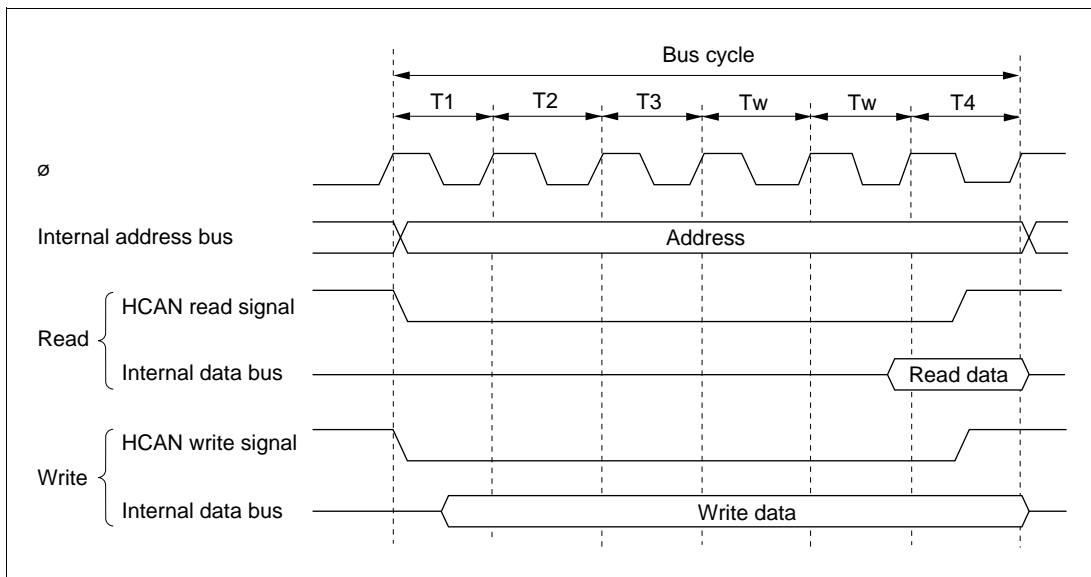 Bus cycle
T1 T2 T3 Tw Tw T4
ø
Internal address bus Address
HCAN read signal
Read
Internal data bus Read data
HCAN write signal
Write
Internal data bus Write data